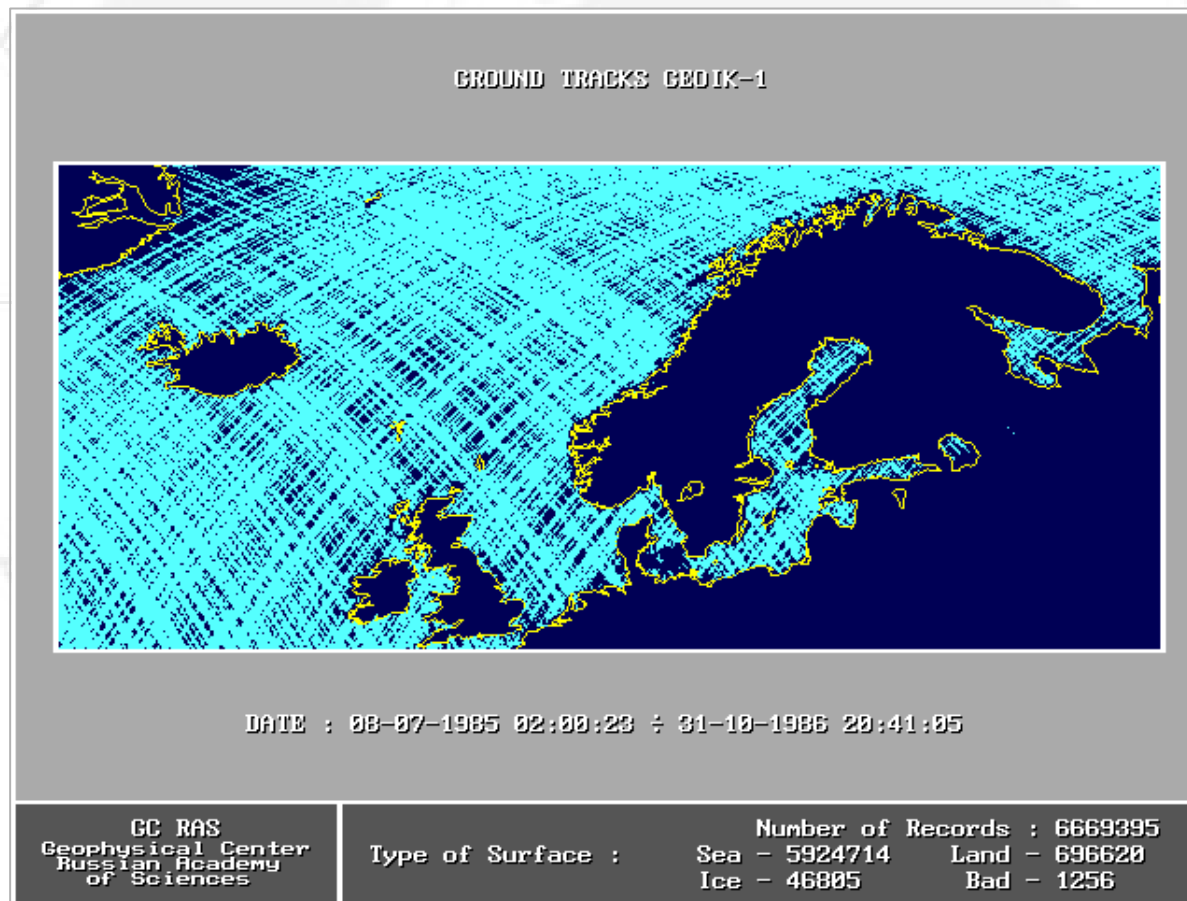 GROUND TRACKS GEOIK-1
DATE : 08-07-1985 02:00:23 ÷ 31-10-1986 20:41:05
GC RAS
Geophysical Center
Russian Academy
of Sciences
Type of Surface :
Number of Records : 6669395
Sea - 5924714 Land - 696620
Ice - 46805 Bad - 1256